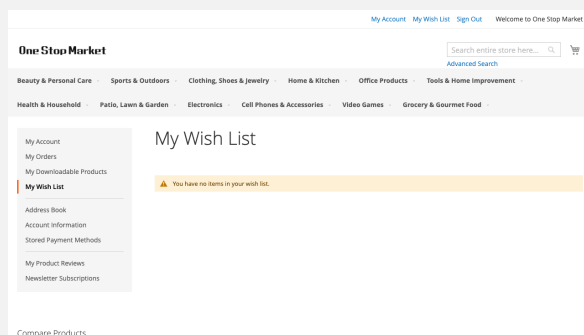 My Account My Wish List Sign Out Welcome to One Stop Market
One Stop Market
Search entire store here...
Advanced Search
Beauty & Personal Care Sports & Outdoors Clothing, Shoes & Jewelry Home & Kitchen Office Products Tools & Home Improvement
Health & Household Patio, Lawn & Garden Electronics Cell Phones & Accessories Video Games Grocery & Gourmet Food
My Account
My Orders
My Downloadable Products
My Wish List
Address Book
Account Information
Stored Payment Methods
My Product Reviews
Newsletter Subscriptions
My Wish List
You have no items in your wish list.
Compare Products